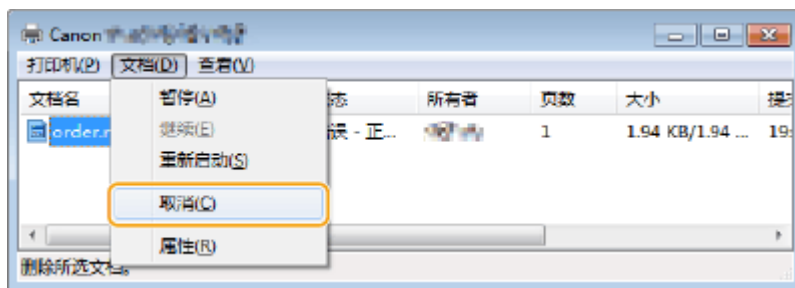 Canon
打印机(P) 文档(D) 查看(V)
文档名 态 所有者 页数 大小
order.r 误 - 正... 1 1.94 KB/1.94 ... 19:
暂停(A)
继续(E)
重新启动(S)
取消(C)
属性(R)
删除所选文档。